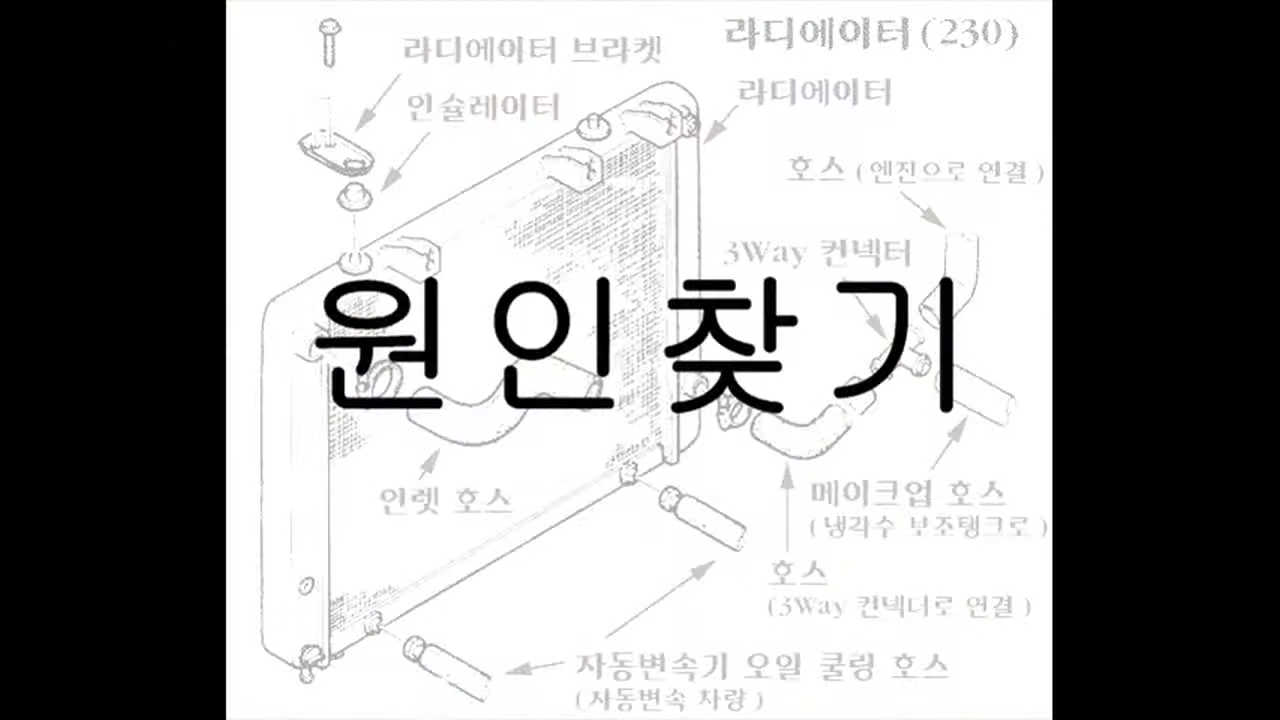 라디에이터 (230)
라디에이터 브라켓
인슐레이터
라디에이터
호스 (엔진으로 연결)
3Way 컨넥터
원인찾기
인렛 호스
메이크업 호스
(냉각수 보조탱크로)
호스
(3Way 컨넥터로 연결)
자동변속기 오일 쿨링 호스
(자동변속 차량)